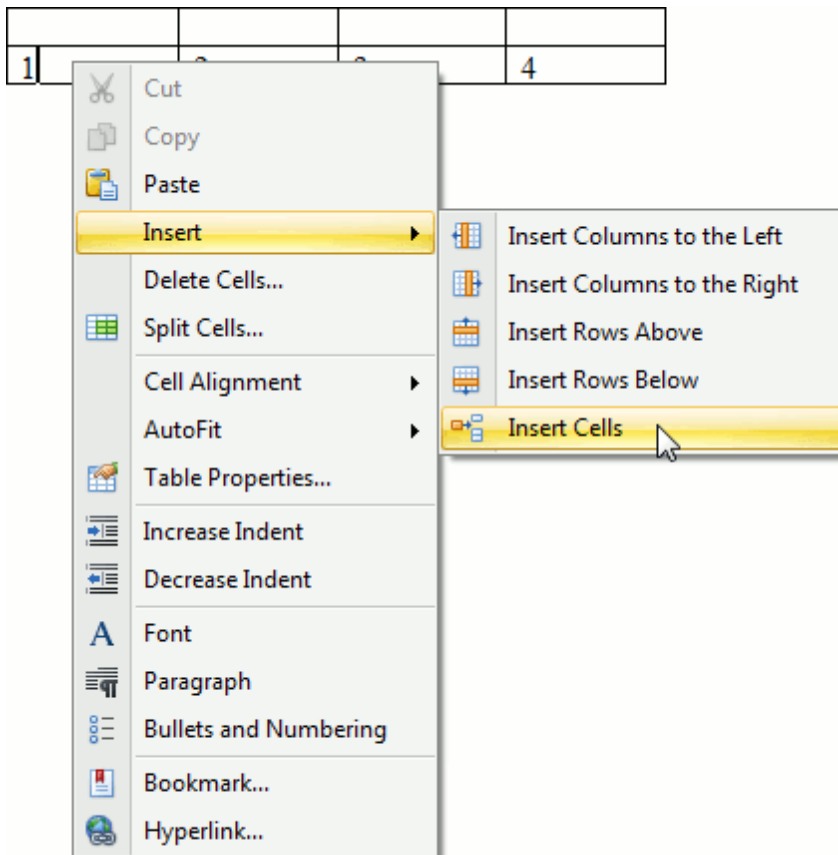 1 4
Cut
Copy
Paste
Insert
Delete Cells...
Split Cells...
Cell Alignment
AutoFit
Table Properties...
Increase Indent
Decrease Indent
Font
Paragraph
Bullets and Numbering
Bookmark...
Hyperlink...
Insert Columns to the Left
Insert Columns to the Right
Insert Rows Above
Insert Rows Below
Insert Cells